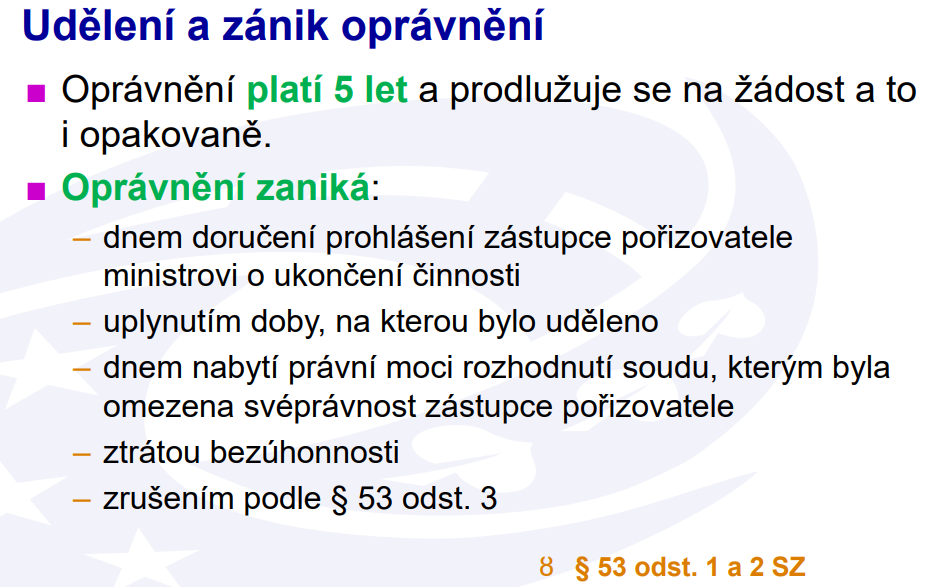 Udělení a zánik oprávnění
Oprávnění platí 5 let a prodlužuje se na žádost a to
i opakovaně.
Oprávnění zaniká:
– dnem doručení prohlášení zástupce pořizovatele
ministrovi o ukončení činnosti
– uplynutím doby, na kterou bylo uděleno
– dnem nabytí právní moci rozhodnutí soudu, kterým byla
omezena svéprávnost zástupce pořizovatele
– ztrátou bezúhonnosti
– zrušením podle § 53 odst. 3
8 § 53 odst. 1 a 2 SZ